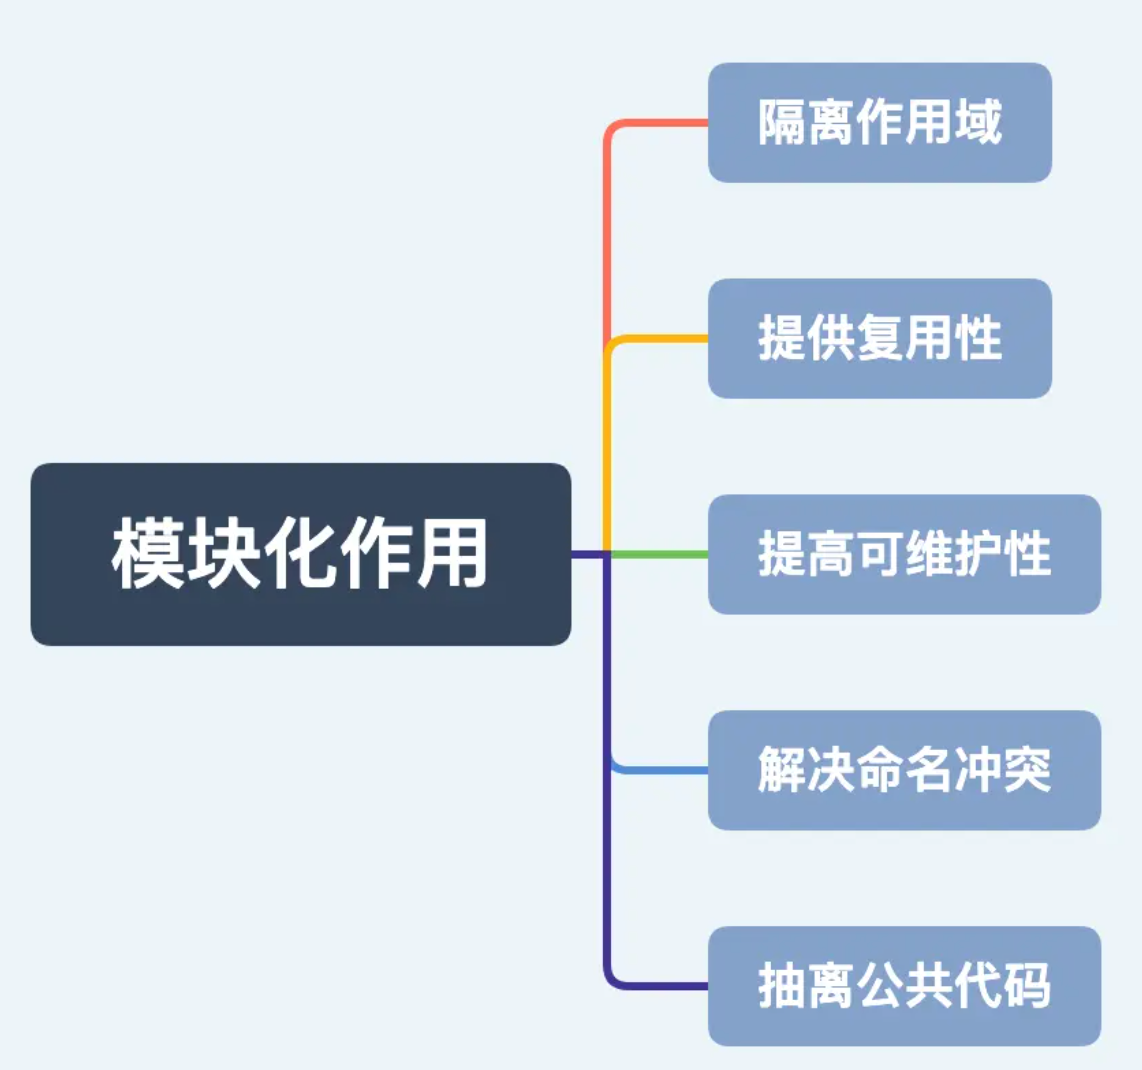 隔离作用域
提供复用性
模块化作用
提高可维护性
解决命名冲突
抽离公共代码